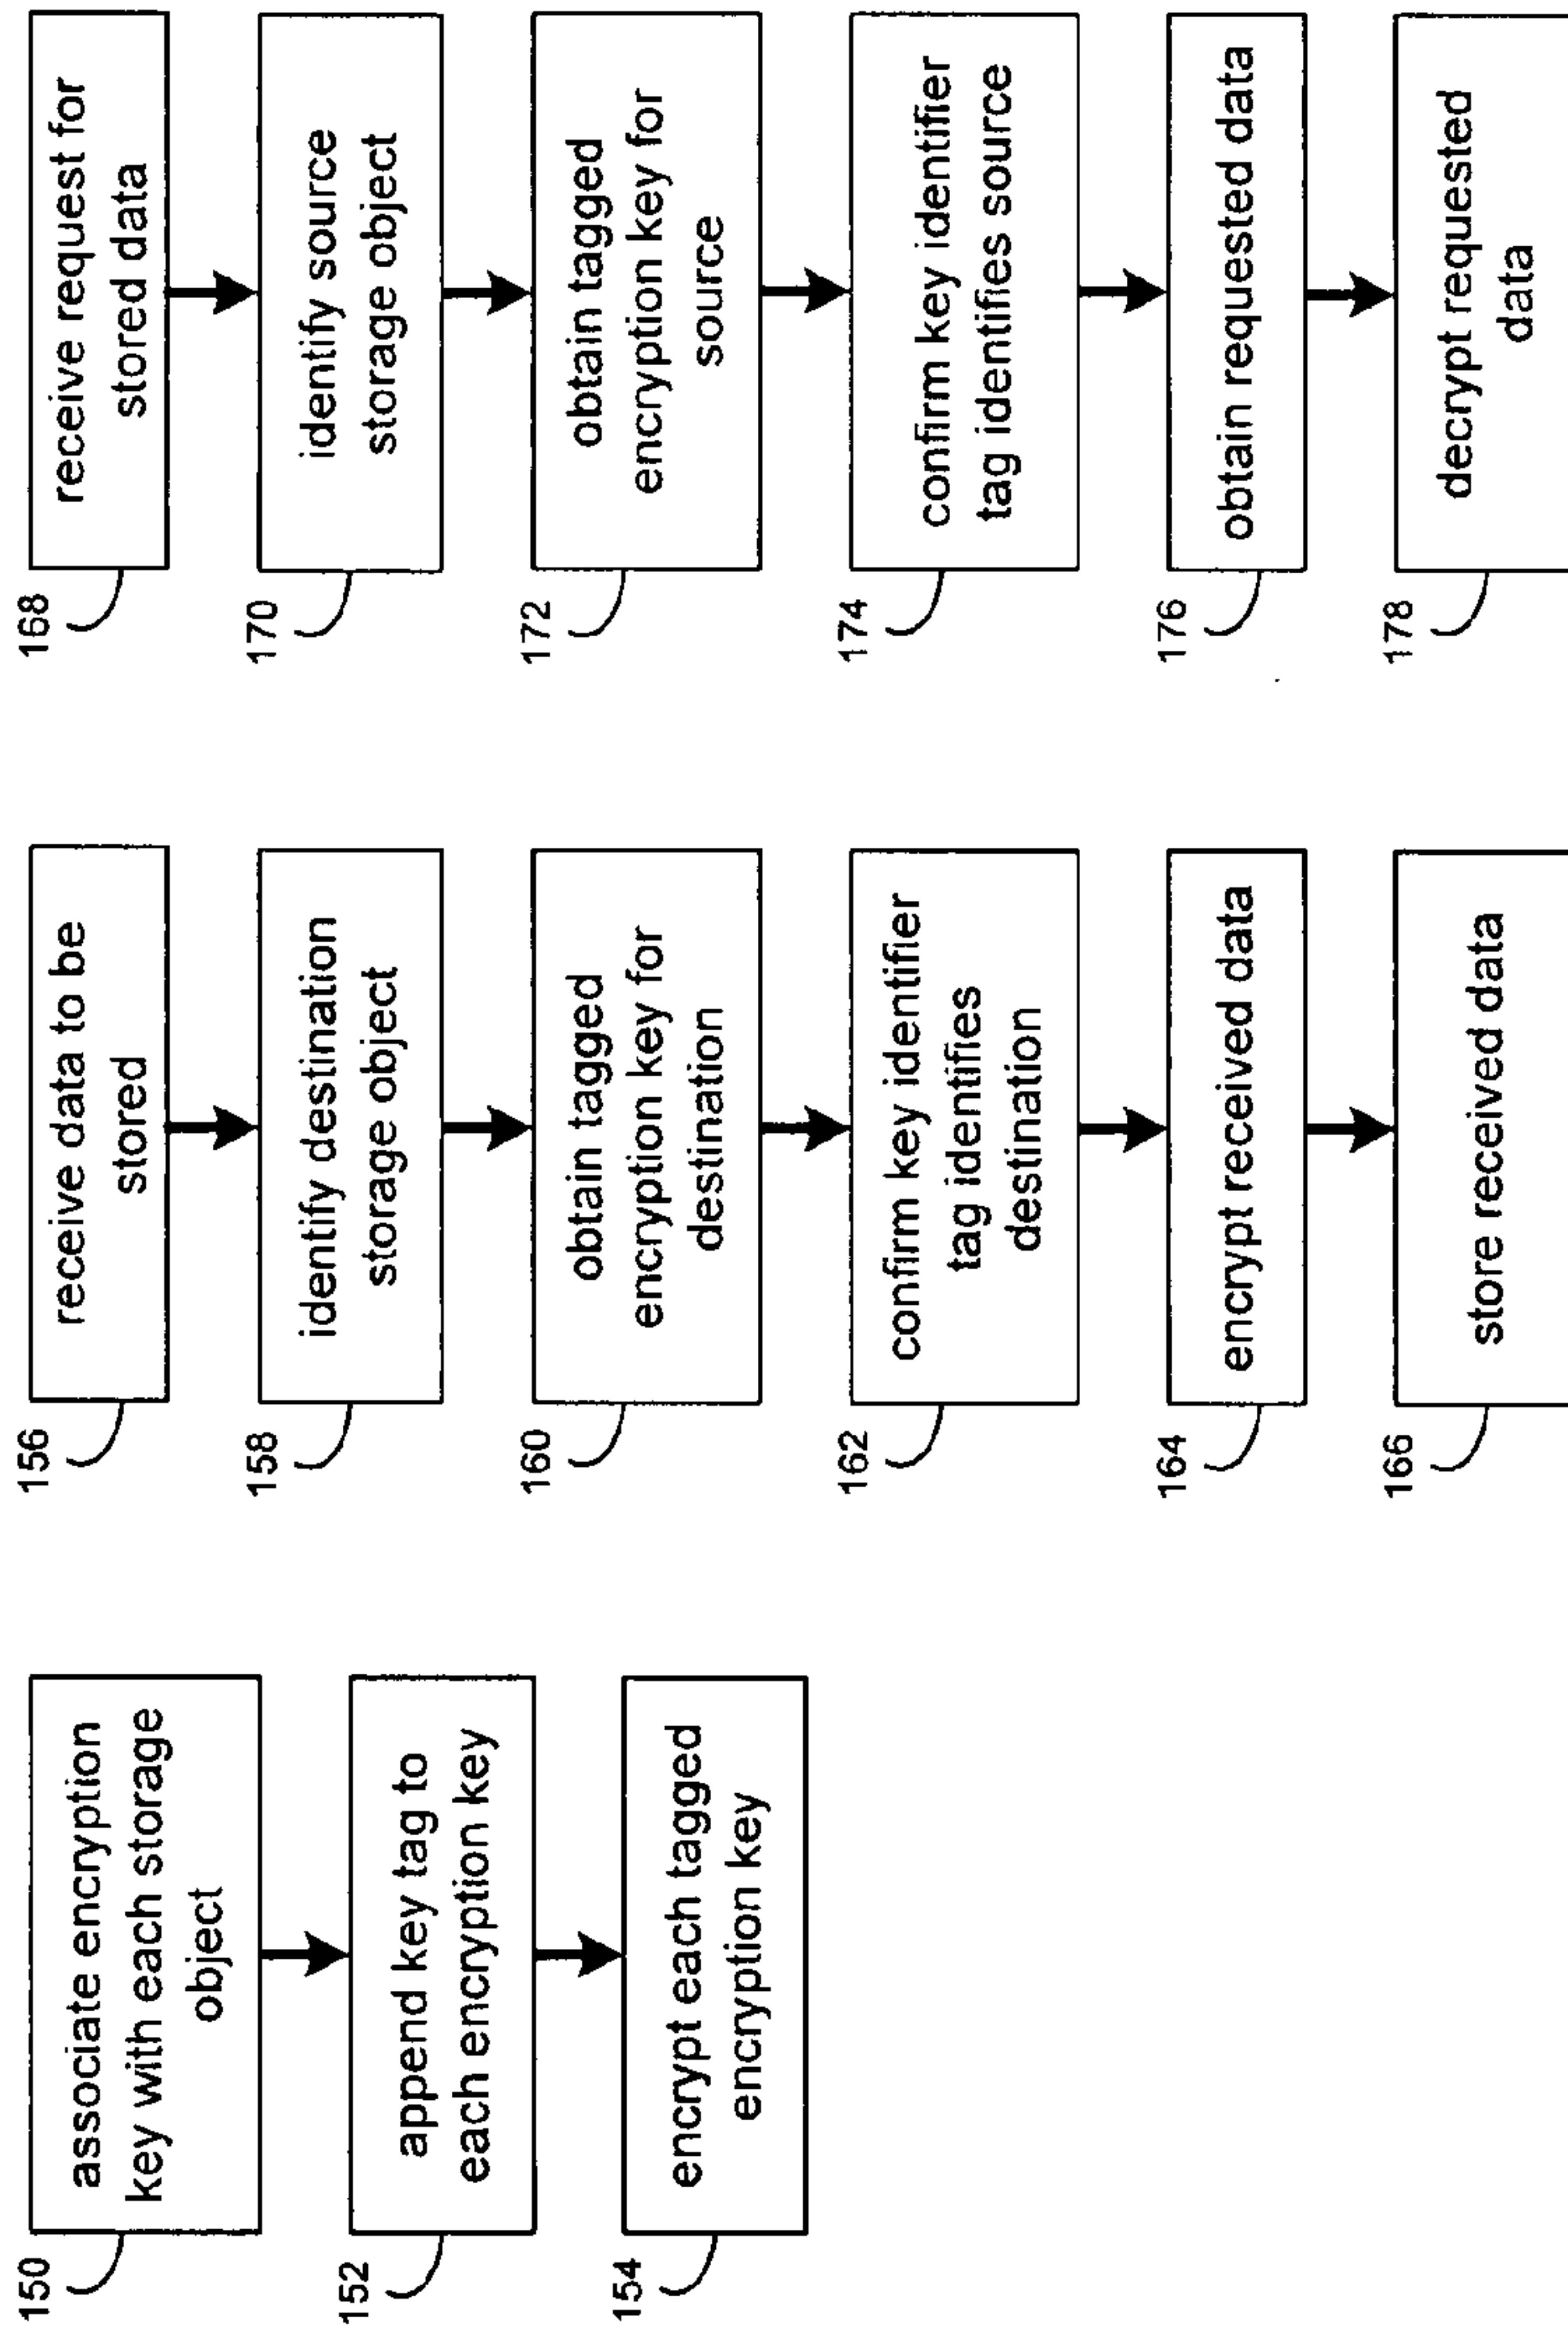 150
associate encryption
key with each storage
object
152
append key tag to
each encryption key
154
encrypt each tagged
encryption key
156
receive data to be
stored
158
identify destination
storage object
160
obtain tagged
encryption key for
destination
162
confirm key identifier
tag identifies
destination
164
encrypt received data
166
store received data
168
receive request for
stored data
170
identify source
storage object
172
obtain tagged
encryption key for
source
174
confirm key identifier
tag identifies source
176
obtain requested data
178
decrypt requested
data